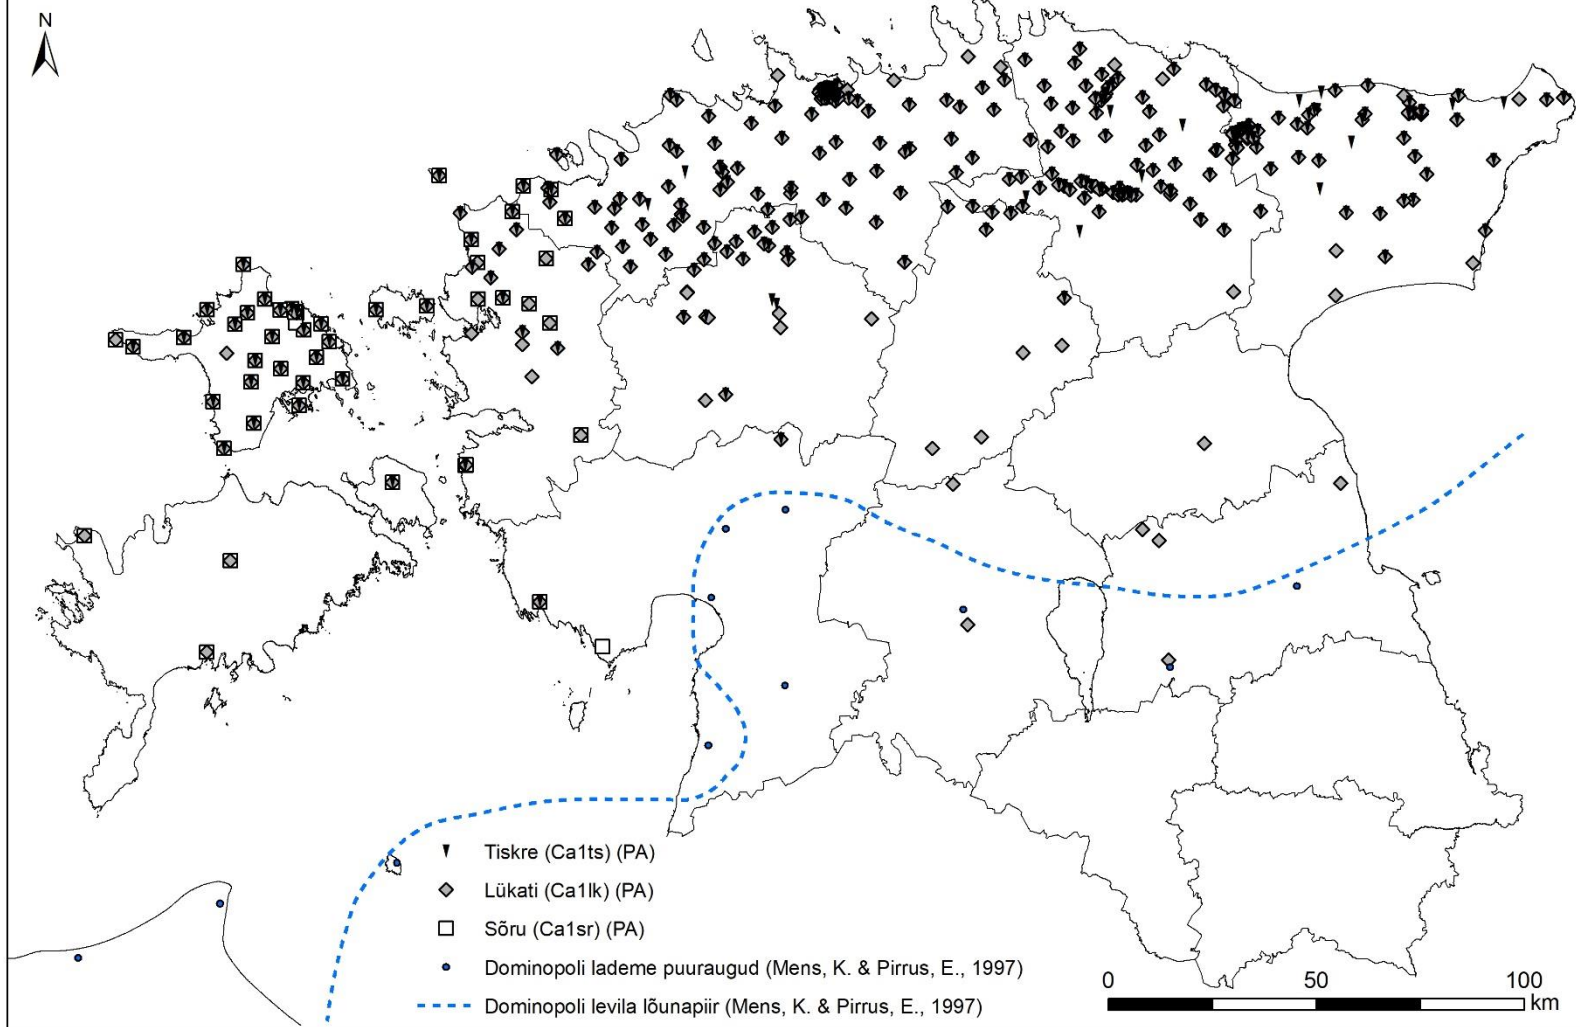 N
Tiskre (Ca1ts) (PA)
Lükati (Ca1lk) (PA)
Sõru (Ca1sr) (PA)
Dominopoli lademe puuraugud (Mens, K. & Pirrus, E., 1997)
Dominopoli levila lõunapiir (Mens, K. & Pirrus, E., 1997)
0 50 100
km